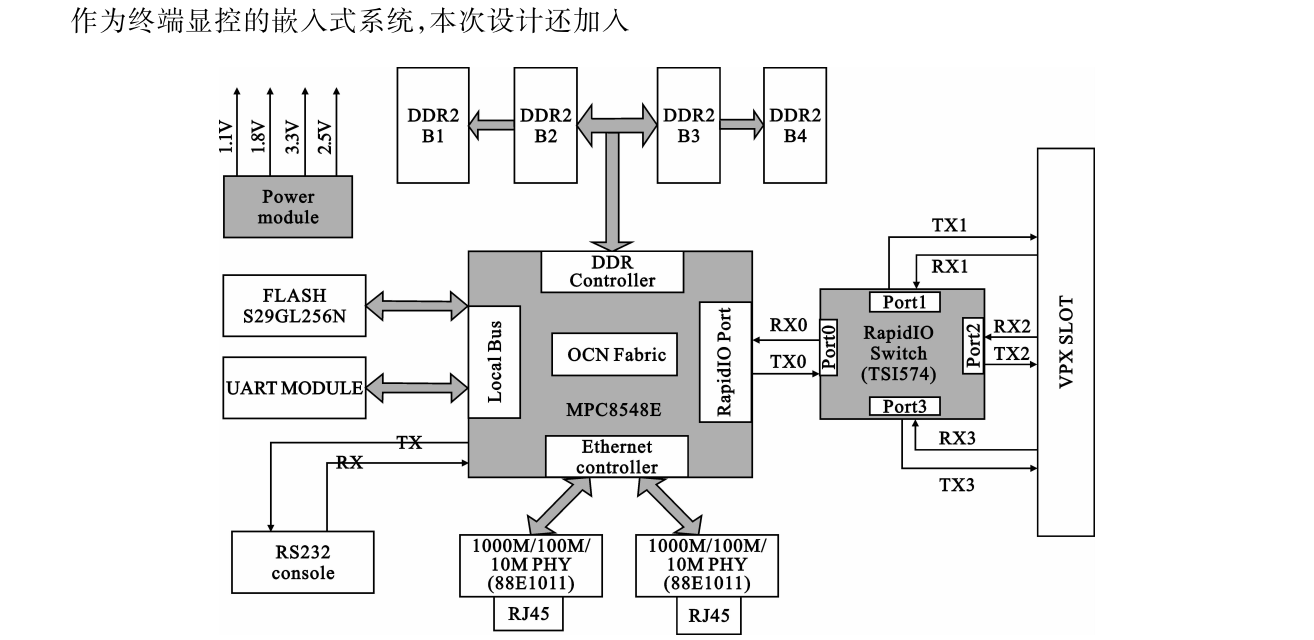 作为终端显控的嵌入式系统,本次设计还加入
1.1V
1.8V
3.3V
2.5V
Power
module
DDR2
B1
DDR2
B2
DDR2
B3
DDR2
B4
FLASH
S29GL256N
UART MODULE
DDR
Controller
Local Bus
OCN Fabric
MPC8548E
RapidIO Port
Ethernet
controller
TX
RX
RS232
console
1000M/100M/
10M PHY
(88E1011)
RJ45
1000M/100M/
10M PHY
(88E1011)
RJ45
RX0
TX0
TX1
RX1
Port1
Port0
RapidIO
Switch
(TSI574)
Port2
Port3
RX2
TX2
RX3
TX3
VPX SLOT